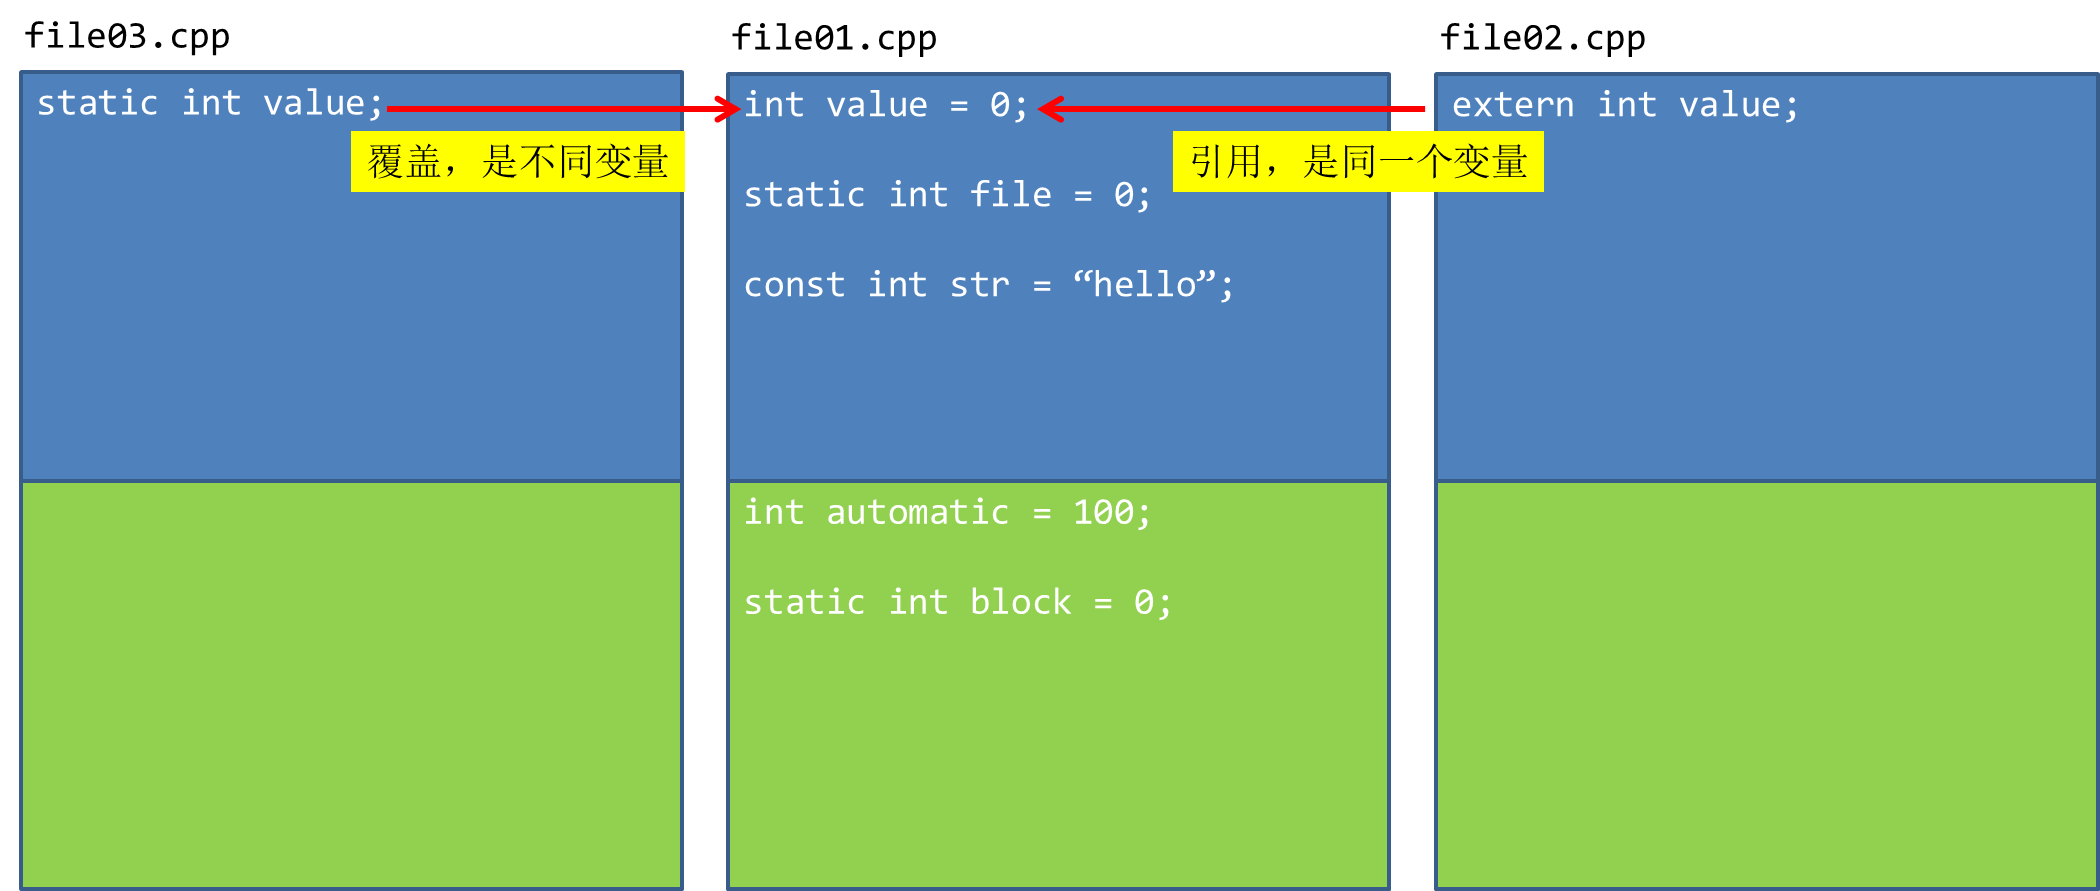 file03.cpp
static int value;
覆盖，是不同变量
file01.cpp
int value = 0;
static int file = 0;
const int str = “hello”;
int automatic = 100;
static int block = 0;
引用，是同一个变量
file02.cpp
extern int value;